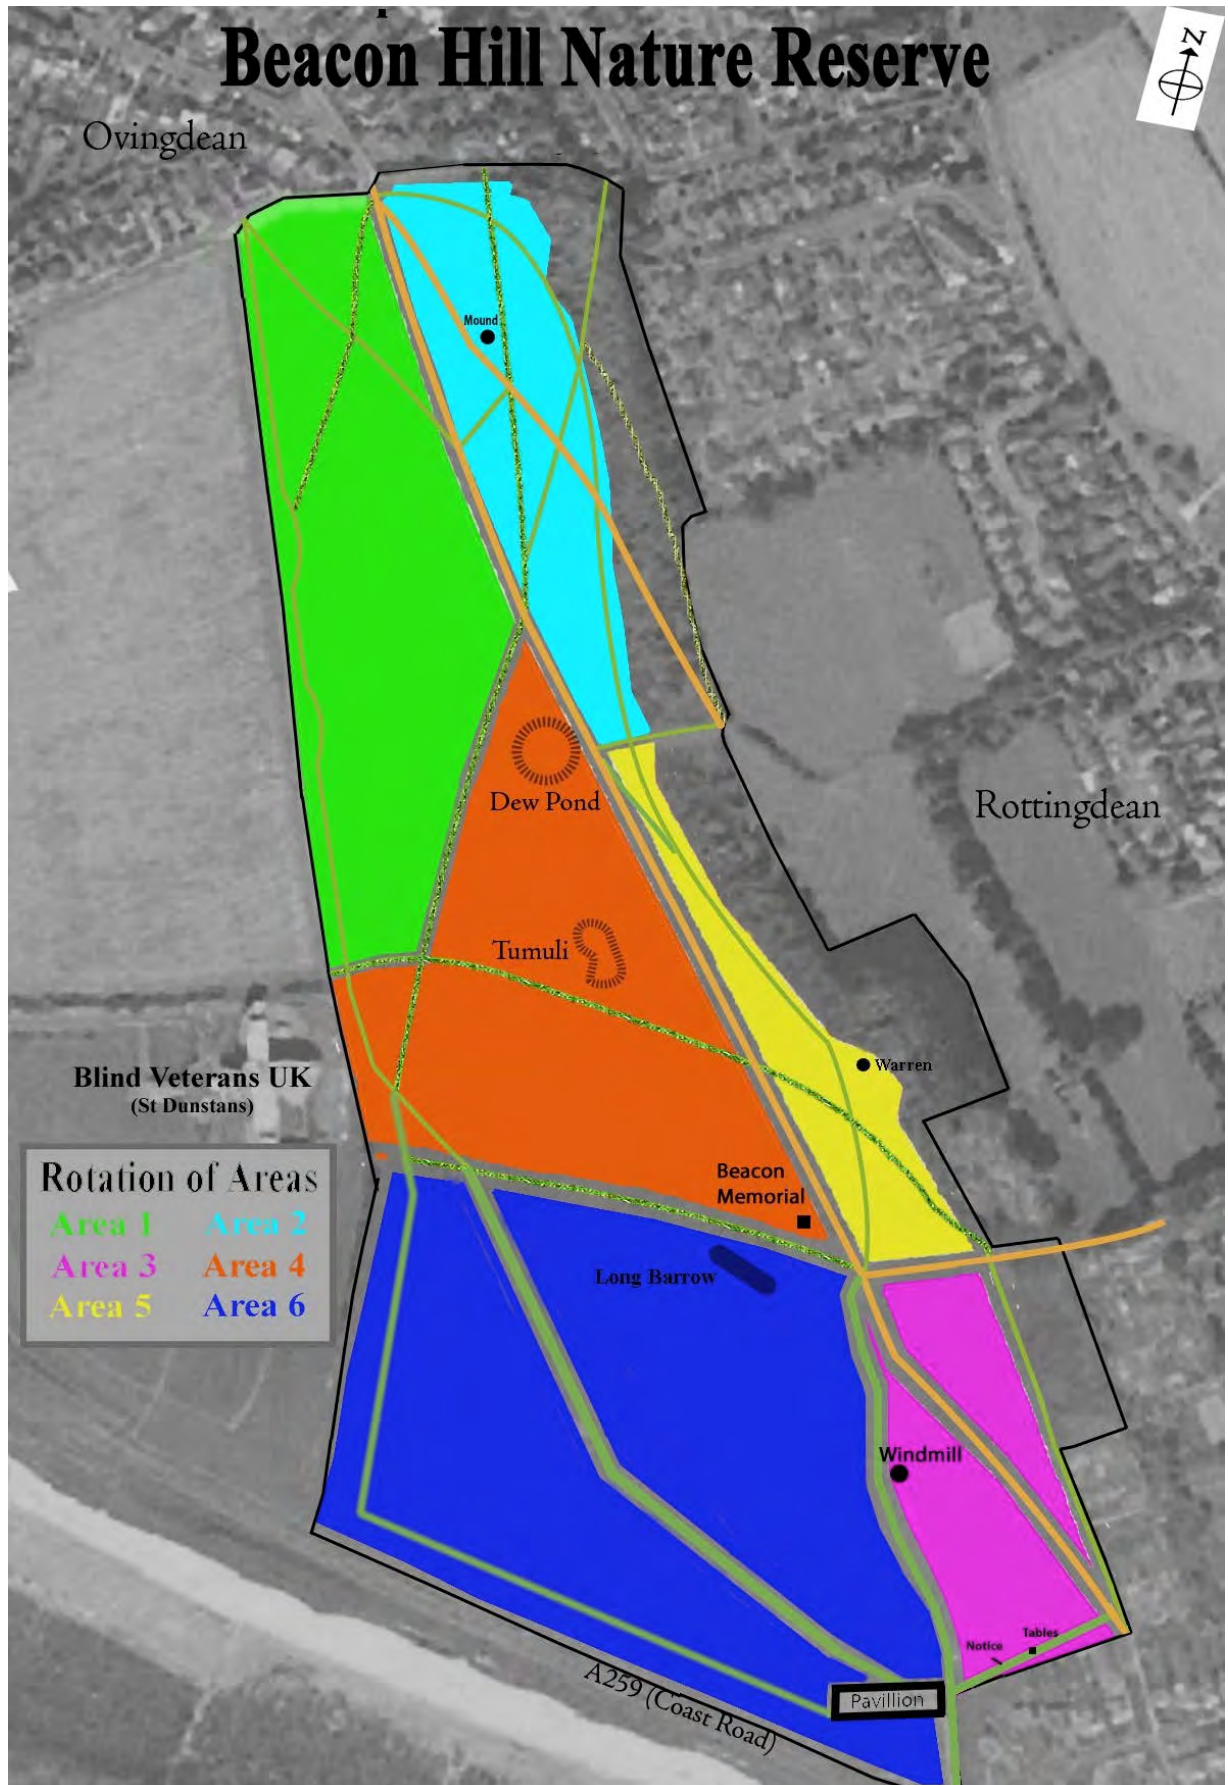 Beacon Hill Nature Reserve
N
Ovingdean
Mound
Dew Pond
Rottingdean
Tumuli
Warren
Blind Veterans UK
(St Dunstans)
Rotation of Areas
Area 1 Area 2
Area 3 Area 4
Area 5 Area 6
Beacon
Memorial
Long Barrow
Windmill
Tables
Notice
Pavillion
A259 (Coast Road)